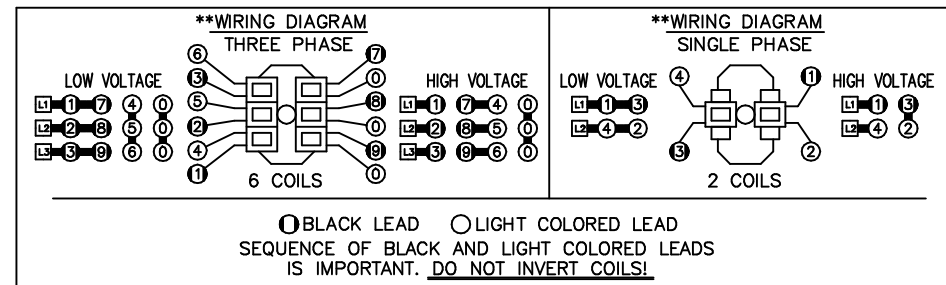 **WIRING DIAGRAM
THREE PHASE
LOW VOLTAGE
L1 1 7 4 0
L2 2 8 5 0
L3 3 9 6 0
6 7
3 0
5 8
2 0
4 9
1 0
6 COILS
HIGH VOLTAGE
L1 1 7 4 0
L2 2 8 5 0
L3 3 9 6 0
**WIRING DIAGRAM
SINGLE PHASE
LOW VOLTAGE
L1 1 3
L2 4 2
4 1
3 2
2 COILS
HIGH VOLTAGE
L1 1 3
L2 4 2
BLACK LEAD LIGHT COLORED LEAD
SEQUENCE OF BLACK AND LIGHT COLORED LEADS
IS IMPORTANT. DO NOT INVERT COILS!